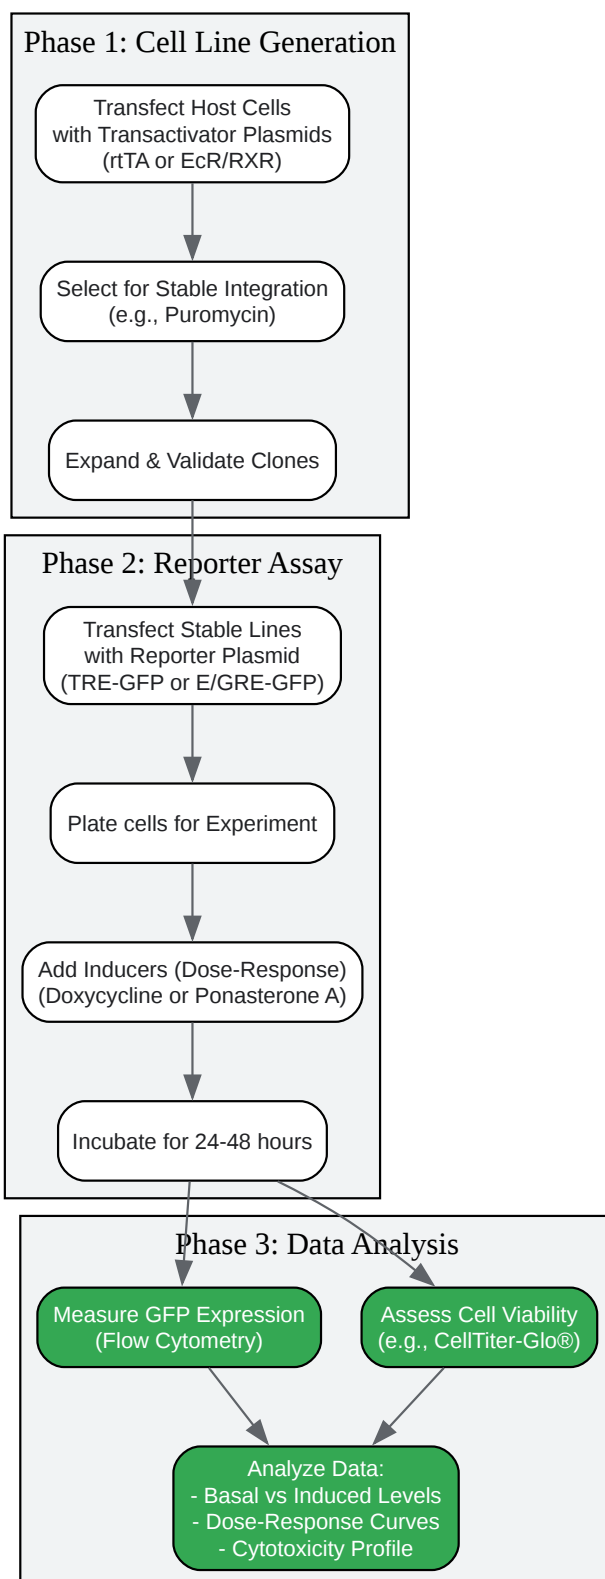 Phase 1: Cell Line Generation
Transfect Host Cells
with Transactivator Plasmids
(rtTA or EcR/RXR)
Select for Stable Integration
(e.g., Puromycin)
Expand & Validate Clones
Phase 2: Reporter Assay
Transfect Stable Lines
with Reporter Plasmid
(TRE-GFP or E/GRE-GFP)
Plate cells for Experiment
Add Inducers (Dose-Response)
(Doxycycline or Ponasterone A)
Incubate for 24-48 hours
Phase 3: Data Analysis
Measure GFP Expression
(Flow Cytometry)
Assess Cell Viability
(e.g., CellTiter-Glo®)
Analyze Data:
- Basal vs Induced Levels
- Dose-Response Curves
- Cytotoxicity Profile